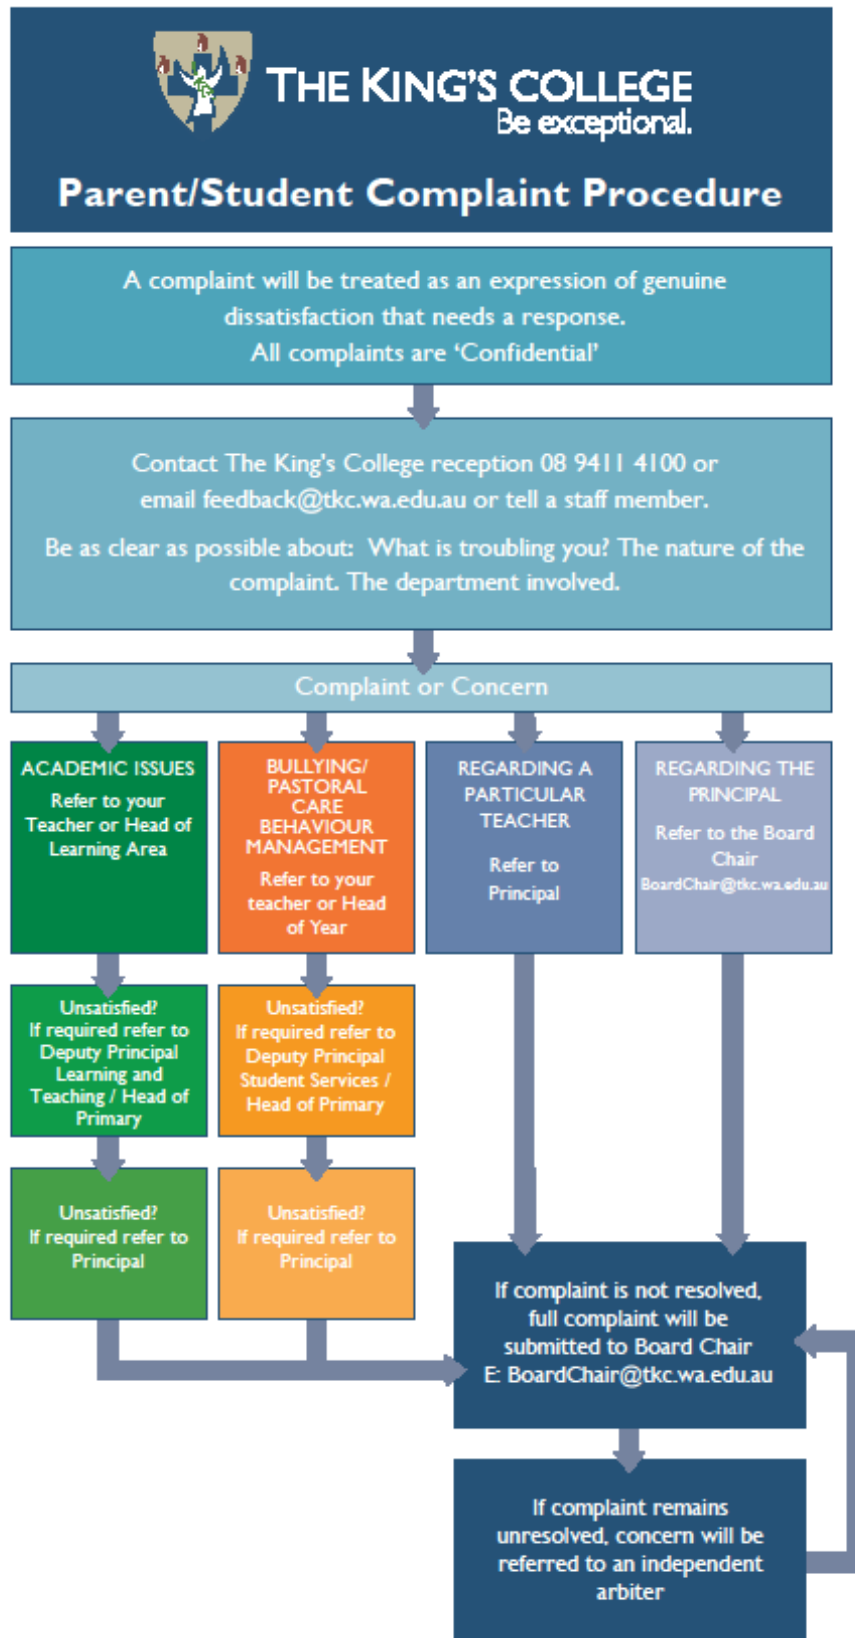 THE KING'S COLLEGE
Be exceptional.
Parent/Student Complaint Procedure
A complaint will be treated as an expression of genuine
dissatisfaction that needs a response.
All complaints are ‘Confidential’
Contact The King's College reception 08 9411 4100 or
email feedback@tkc.wa.edu.au or tell a staff member.
Be as clear as possible about: What is troubling you? The nature of the
complaint. The department involved.
Complaint or Concern
ACADEMIC ISSUES
Refer to your
Teacher or Head of
Learning Area
BULLYING/
PASTORAL
CARE
BEHAVIOUR
MANAGEMENT
Refer to your
teacher or Head
of Year
REGARDING A
PARTICULAR
TEACHER
Refer to
Principal
REGARDING THE
PRINCIPAL
Refer to the Board
Chair
BoardChair@tkc.wa.edu.au
Unsatisfied?
If required refer to
Deputy Principal
Learning and
Teaching / Head of
Primary
Unsatisfied?
If required refer to
Deputy Principal
Student Services /
Head of Primary
Unsatisfied?
If required refer to
Principal
Unsatisfied?
If required refer to
Principal
If complaint is not resolved,
full complaint will be
submitted to Board Chair
E: BoardChair@tkc.wa.edu.au
If complaint remains
unresolved, concern will be
referred to an independent
arbiter